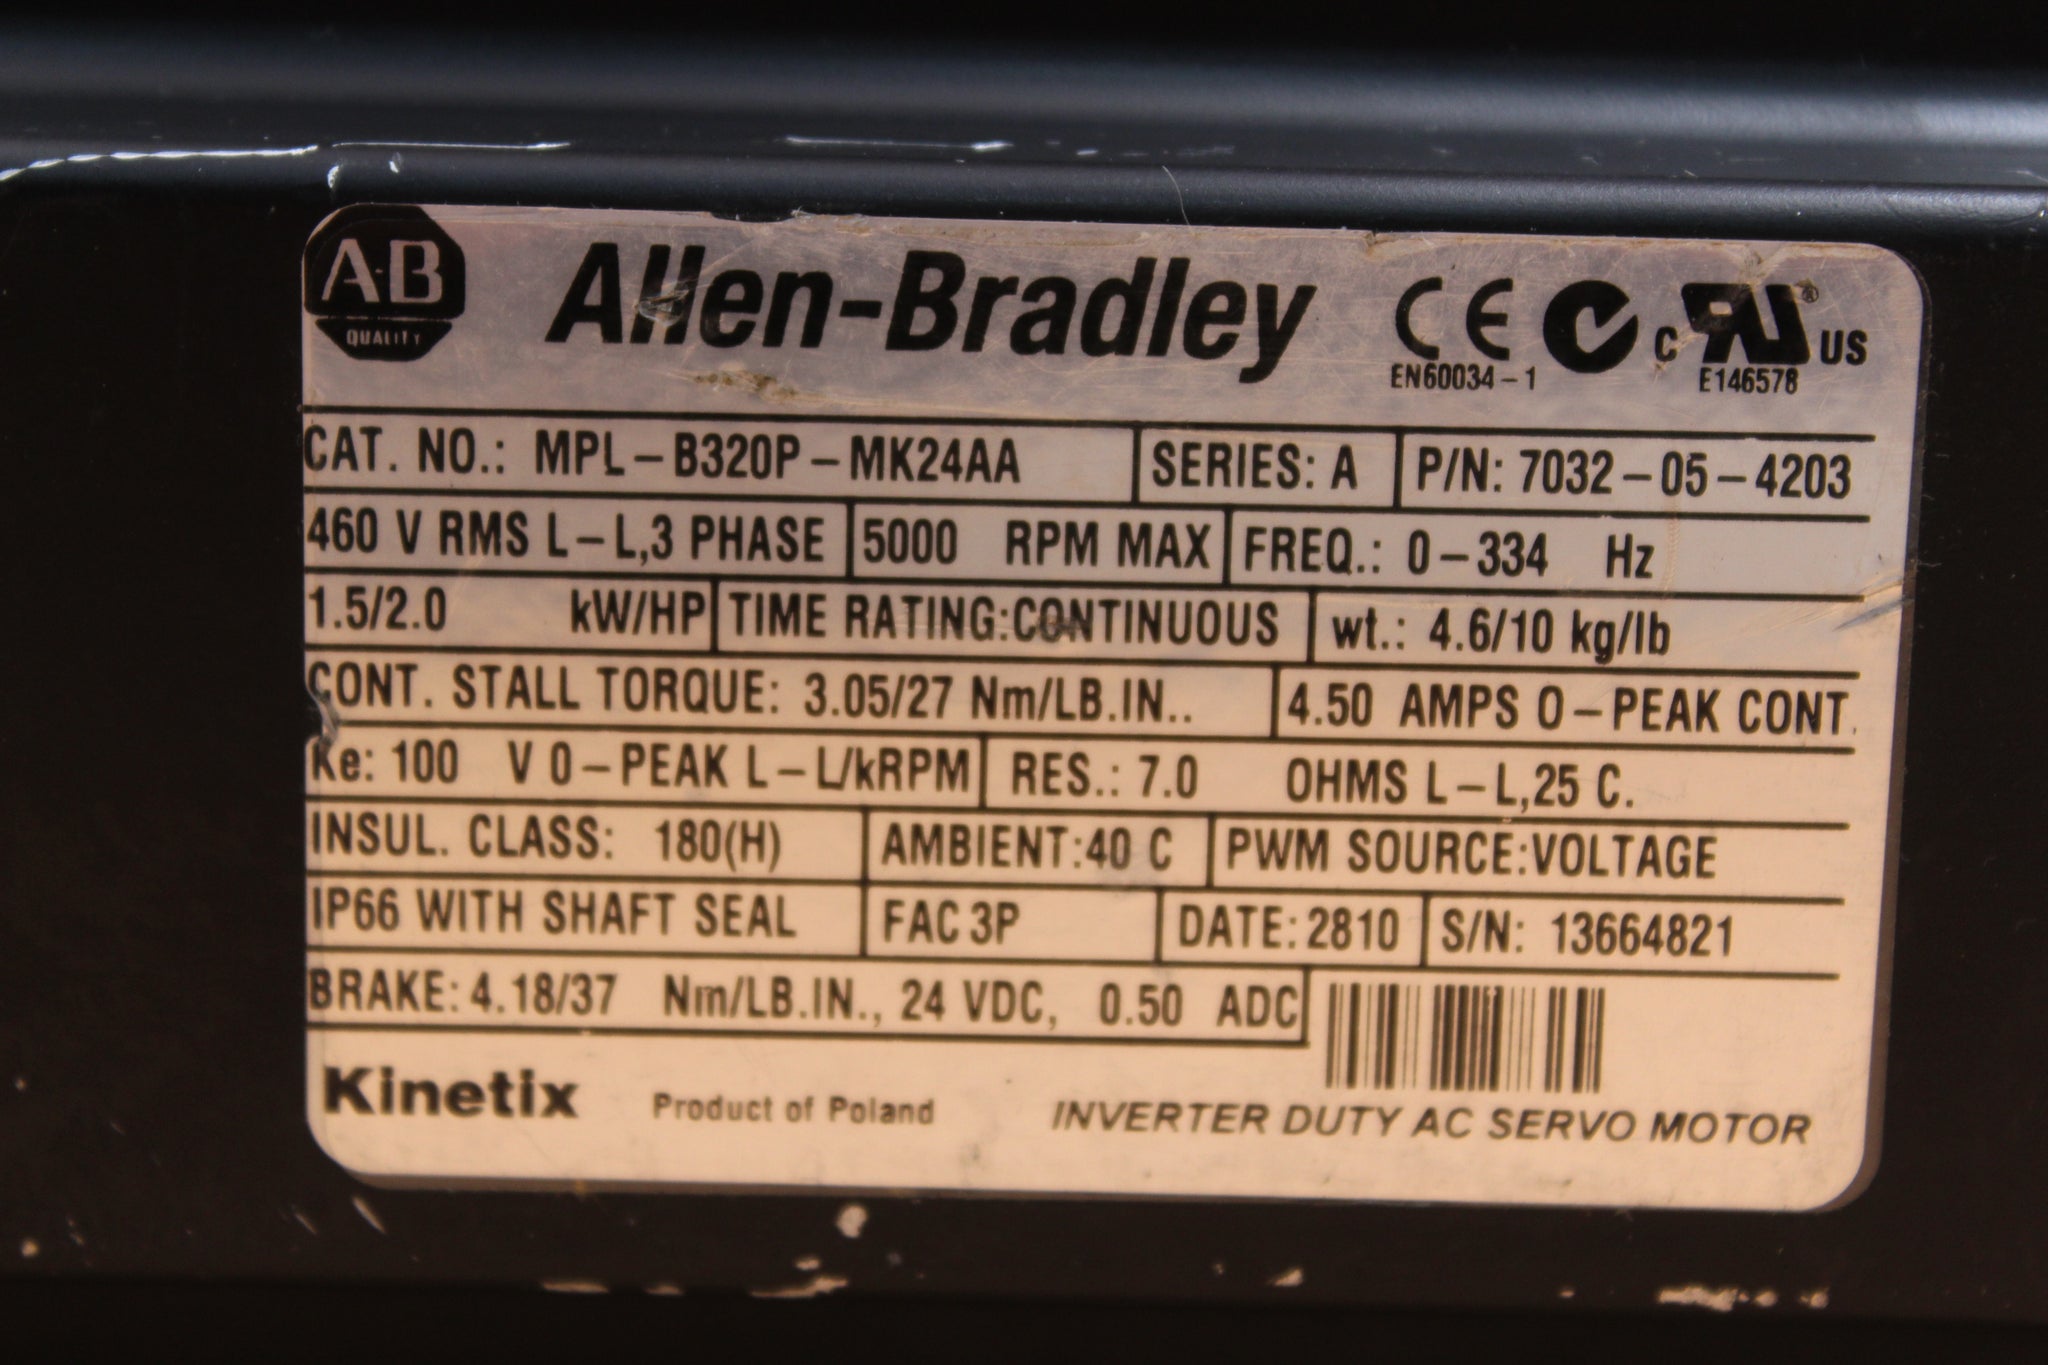 A-B QUALITY Allen-Bradley CE EN60034-1 c RU® US E146578
CAT. NO.: MPL-B320P-MK24AA SERIES: A P/N: 7032-05-4203
460 V RMS L-L,3 PHASE 5000 RPM MAX FREQ.: 0-334 Hz
1.5/2.0 kW/HP TIME RATING:CONTINUOUS wt.: 4.6/10 kg/lb
CONT. STALL TORQUE: 3.05/27 Nm/LB.IN.. 4.50 AMPS 0-PEAK CONT.
Ke: 100 V 0-PEAK L-L/kRPM RES.: 7.0 OHMS L-L,25 C.
INSUL. CLASS: 180(H) AMBIENT:40 C PWM SOURCE:VOLTAGE
IP66 WITH SHAFT SEAL FAC 3P DATE: 2810 S/N: 13664821
BRAKE: 4.18/37 Nm/LB.IN., 24 VDC, 0.50 ADC
Kinetix Product of Poland INVERTER DUTY AC SERVO MOTOR